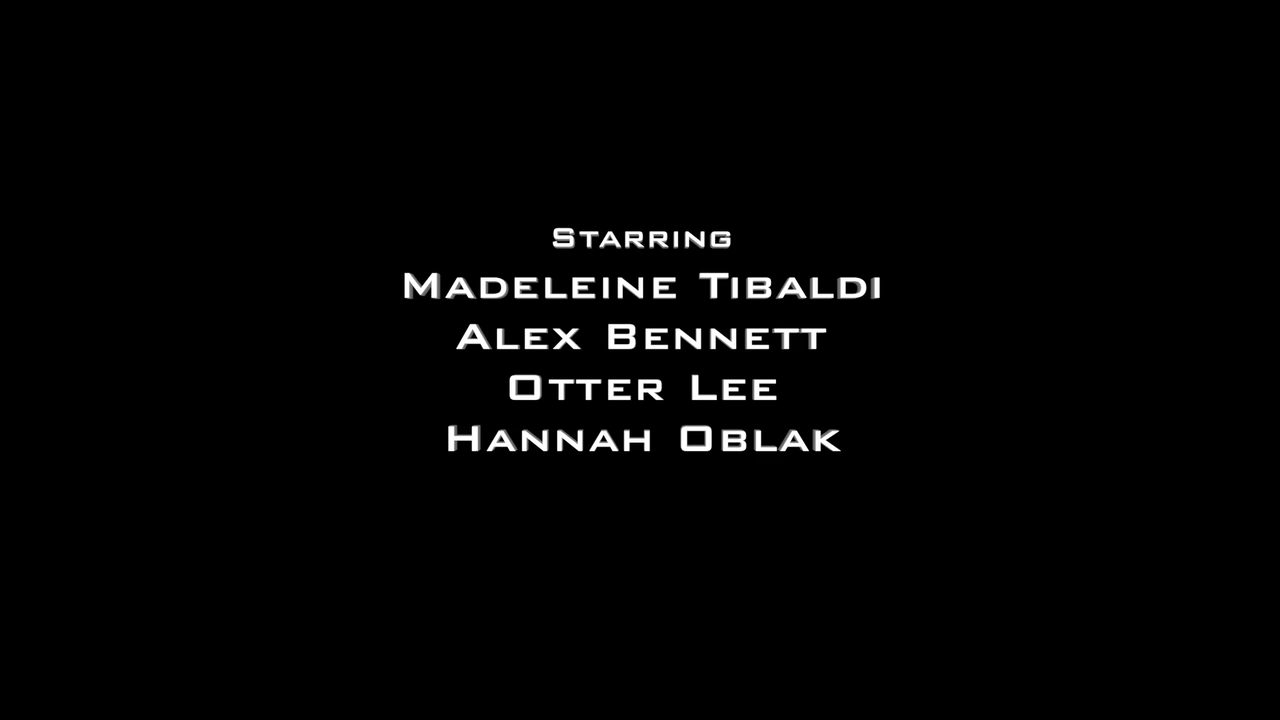 Starring
Madeleine Tibaldi
Alex Bennett
Otter Lee
Hannah Oblak